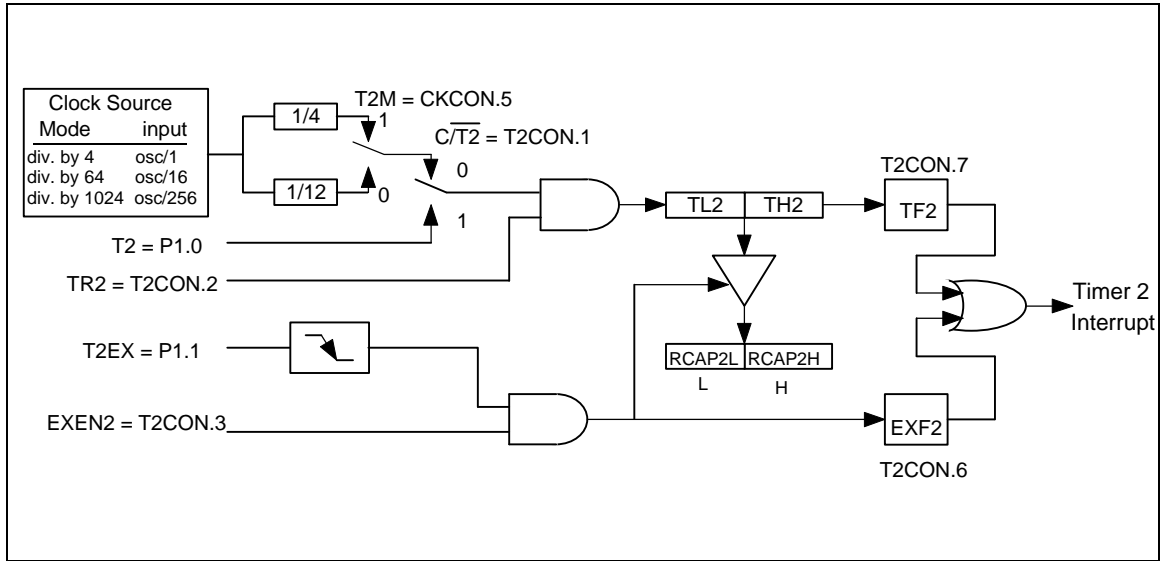 Clock Source
Mode input
div. by 4 osc/1
div. by 64 osc/16
div. by 1024 osc/256
1/4
1/12
T2M = CKCON.5
1
0
C/T2 = T2CON.1
0
1
T2 = P1.0
TR2 = T2CON.2
TL2 TH2
T2CON.7
TF2
Timer 2
Interrupt
T2EX = P1.1
RCAP2L RCAP2H
L H
EXEN2 = T2CON.3
EXF2
T2CON.6